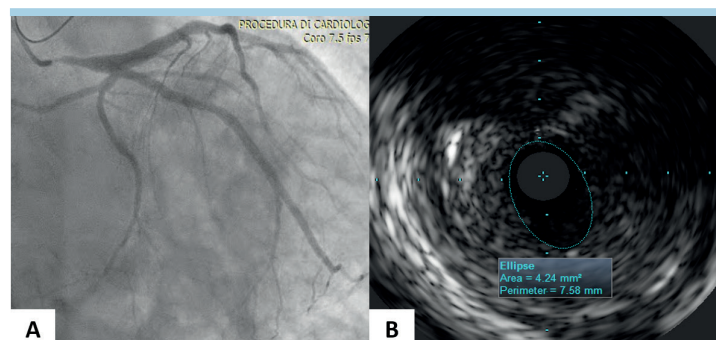 PROCEDURA DI CARDIOLOG
Coro 7.5 fps 7
Ellipse
Area = 4.24 mm²
Perimeter = 7.58 mm
A
B